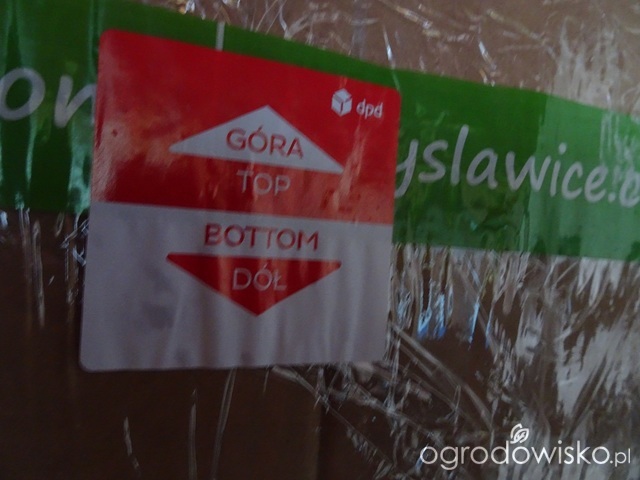 dpd
GÓRA
TOP
BOTTOM
DÓŁ
yslawice.
ogrodowisko.pl